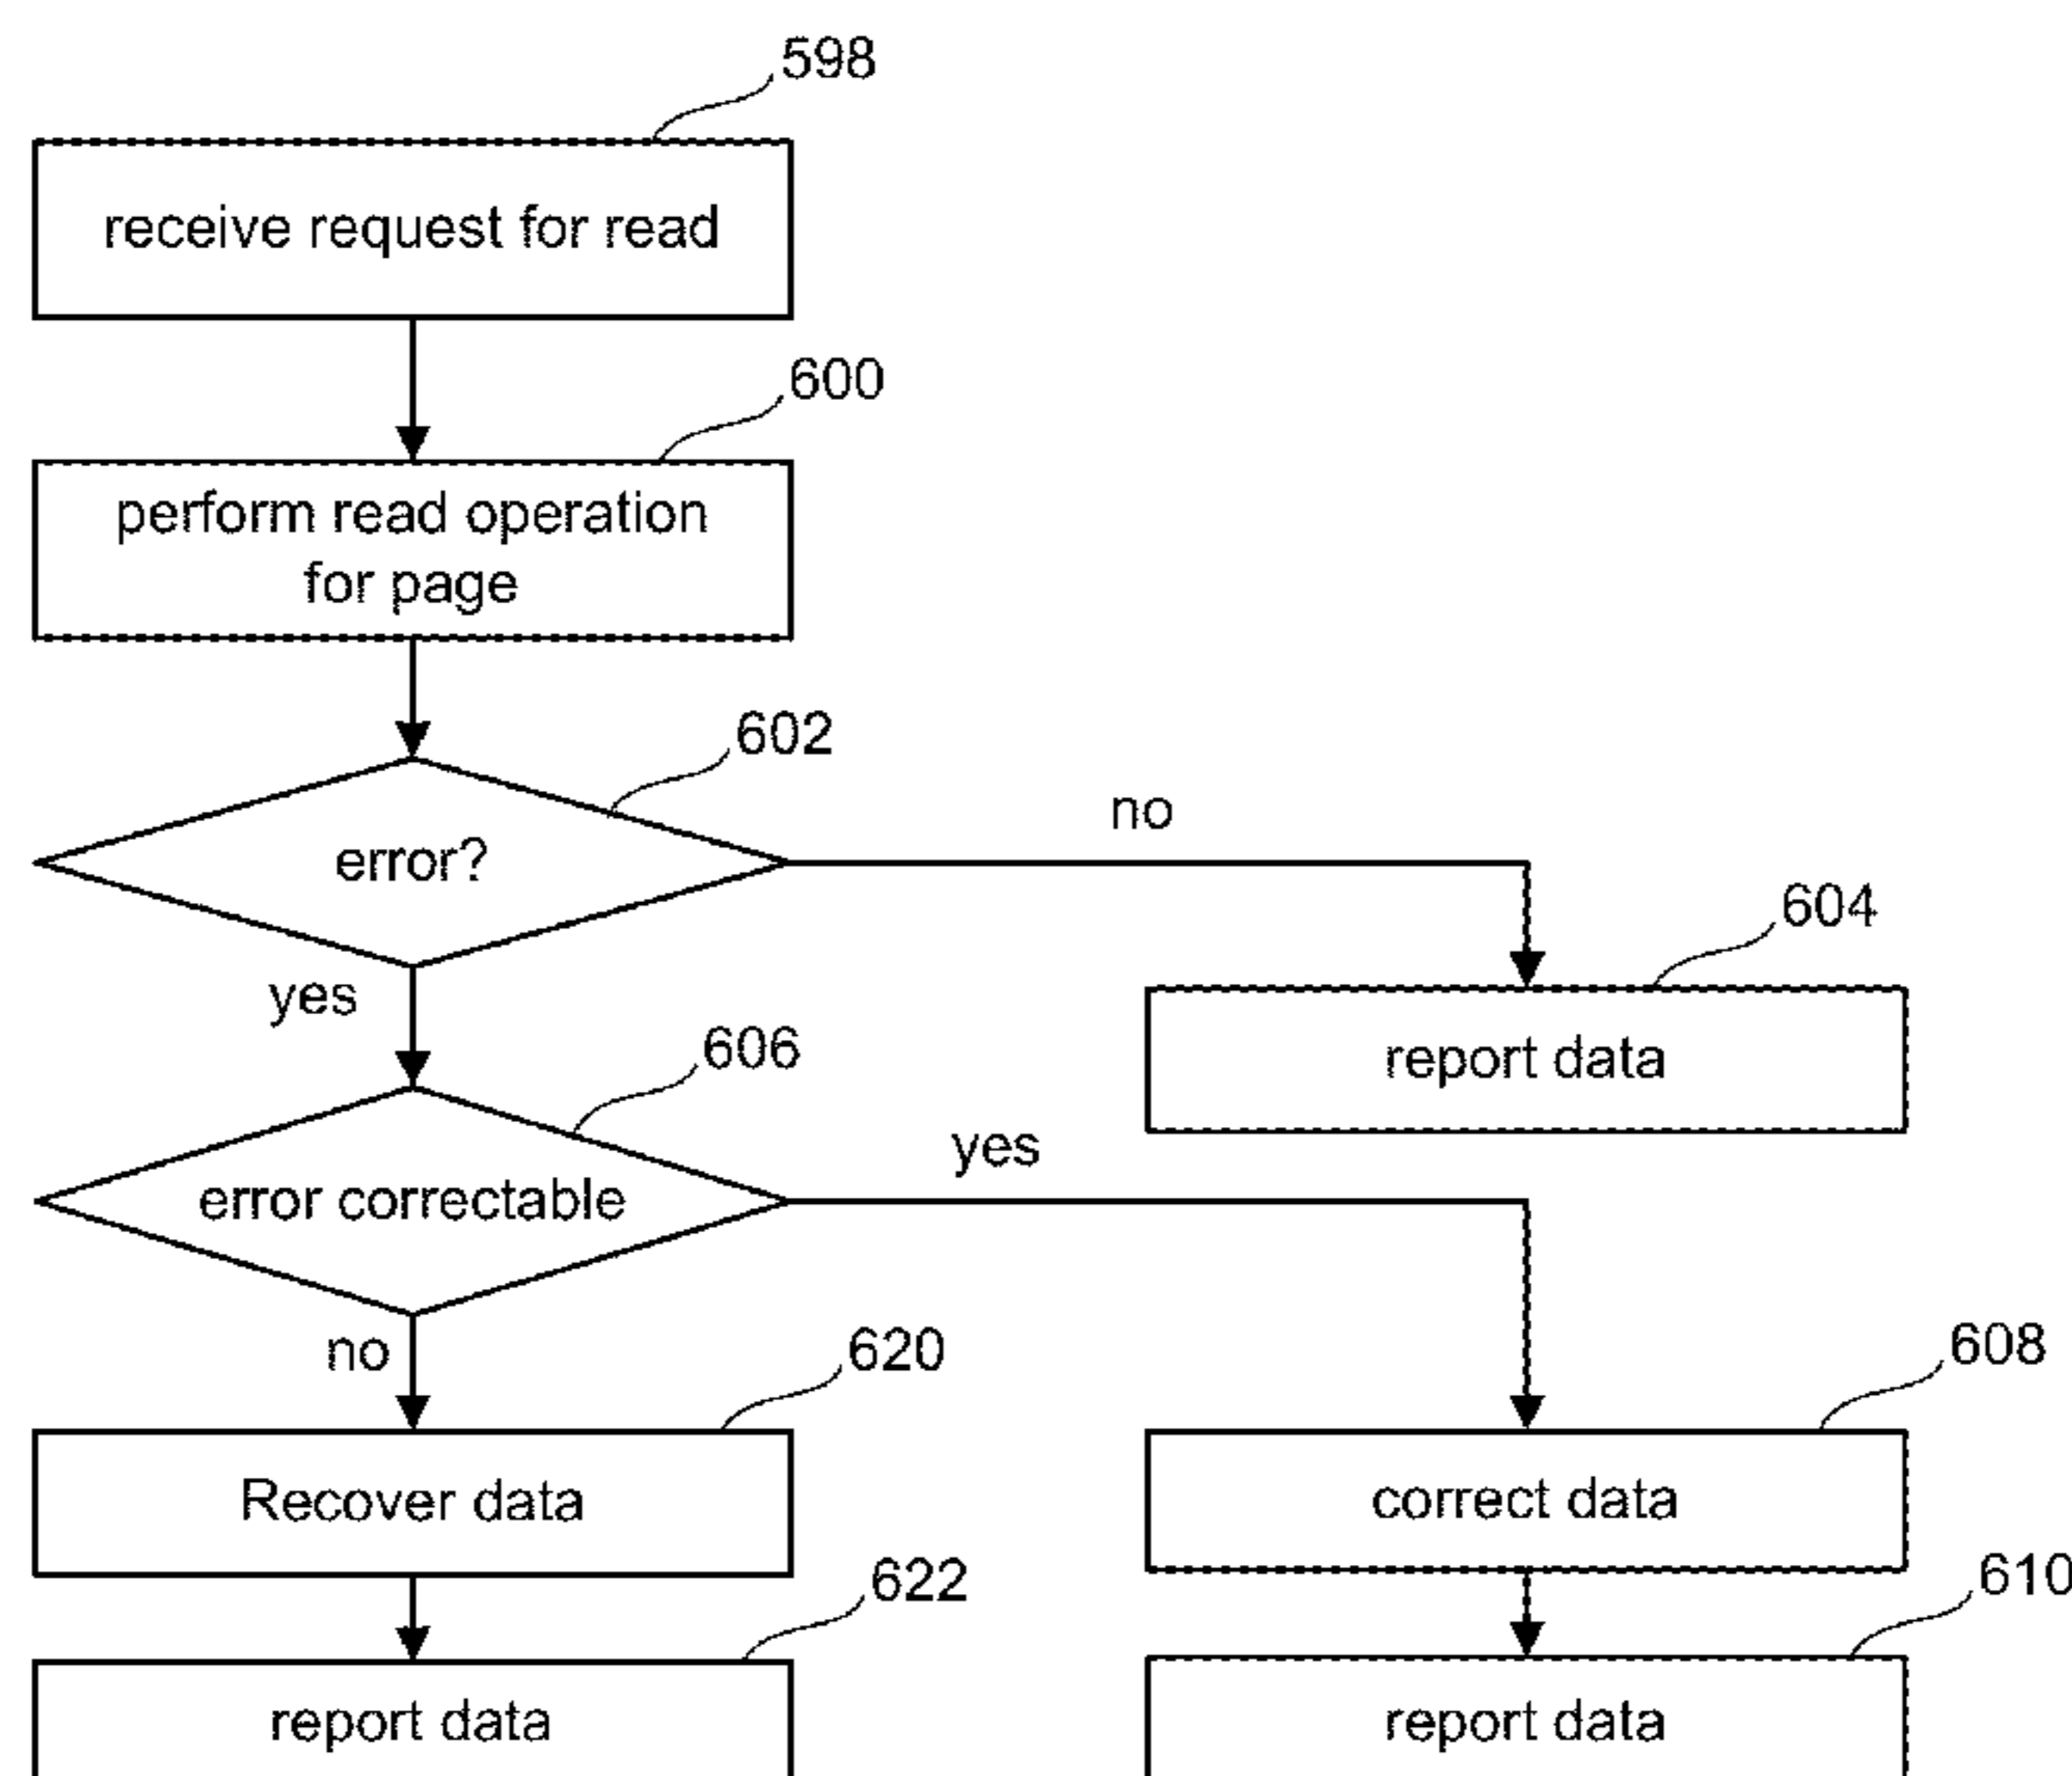 598
receive request for read
600
perform read operation
for page
602
error?
no
604
report data
yes
606
error correctable
yes
no
620
Recover data
608
correct data
622
report data
610
report data